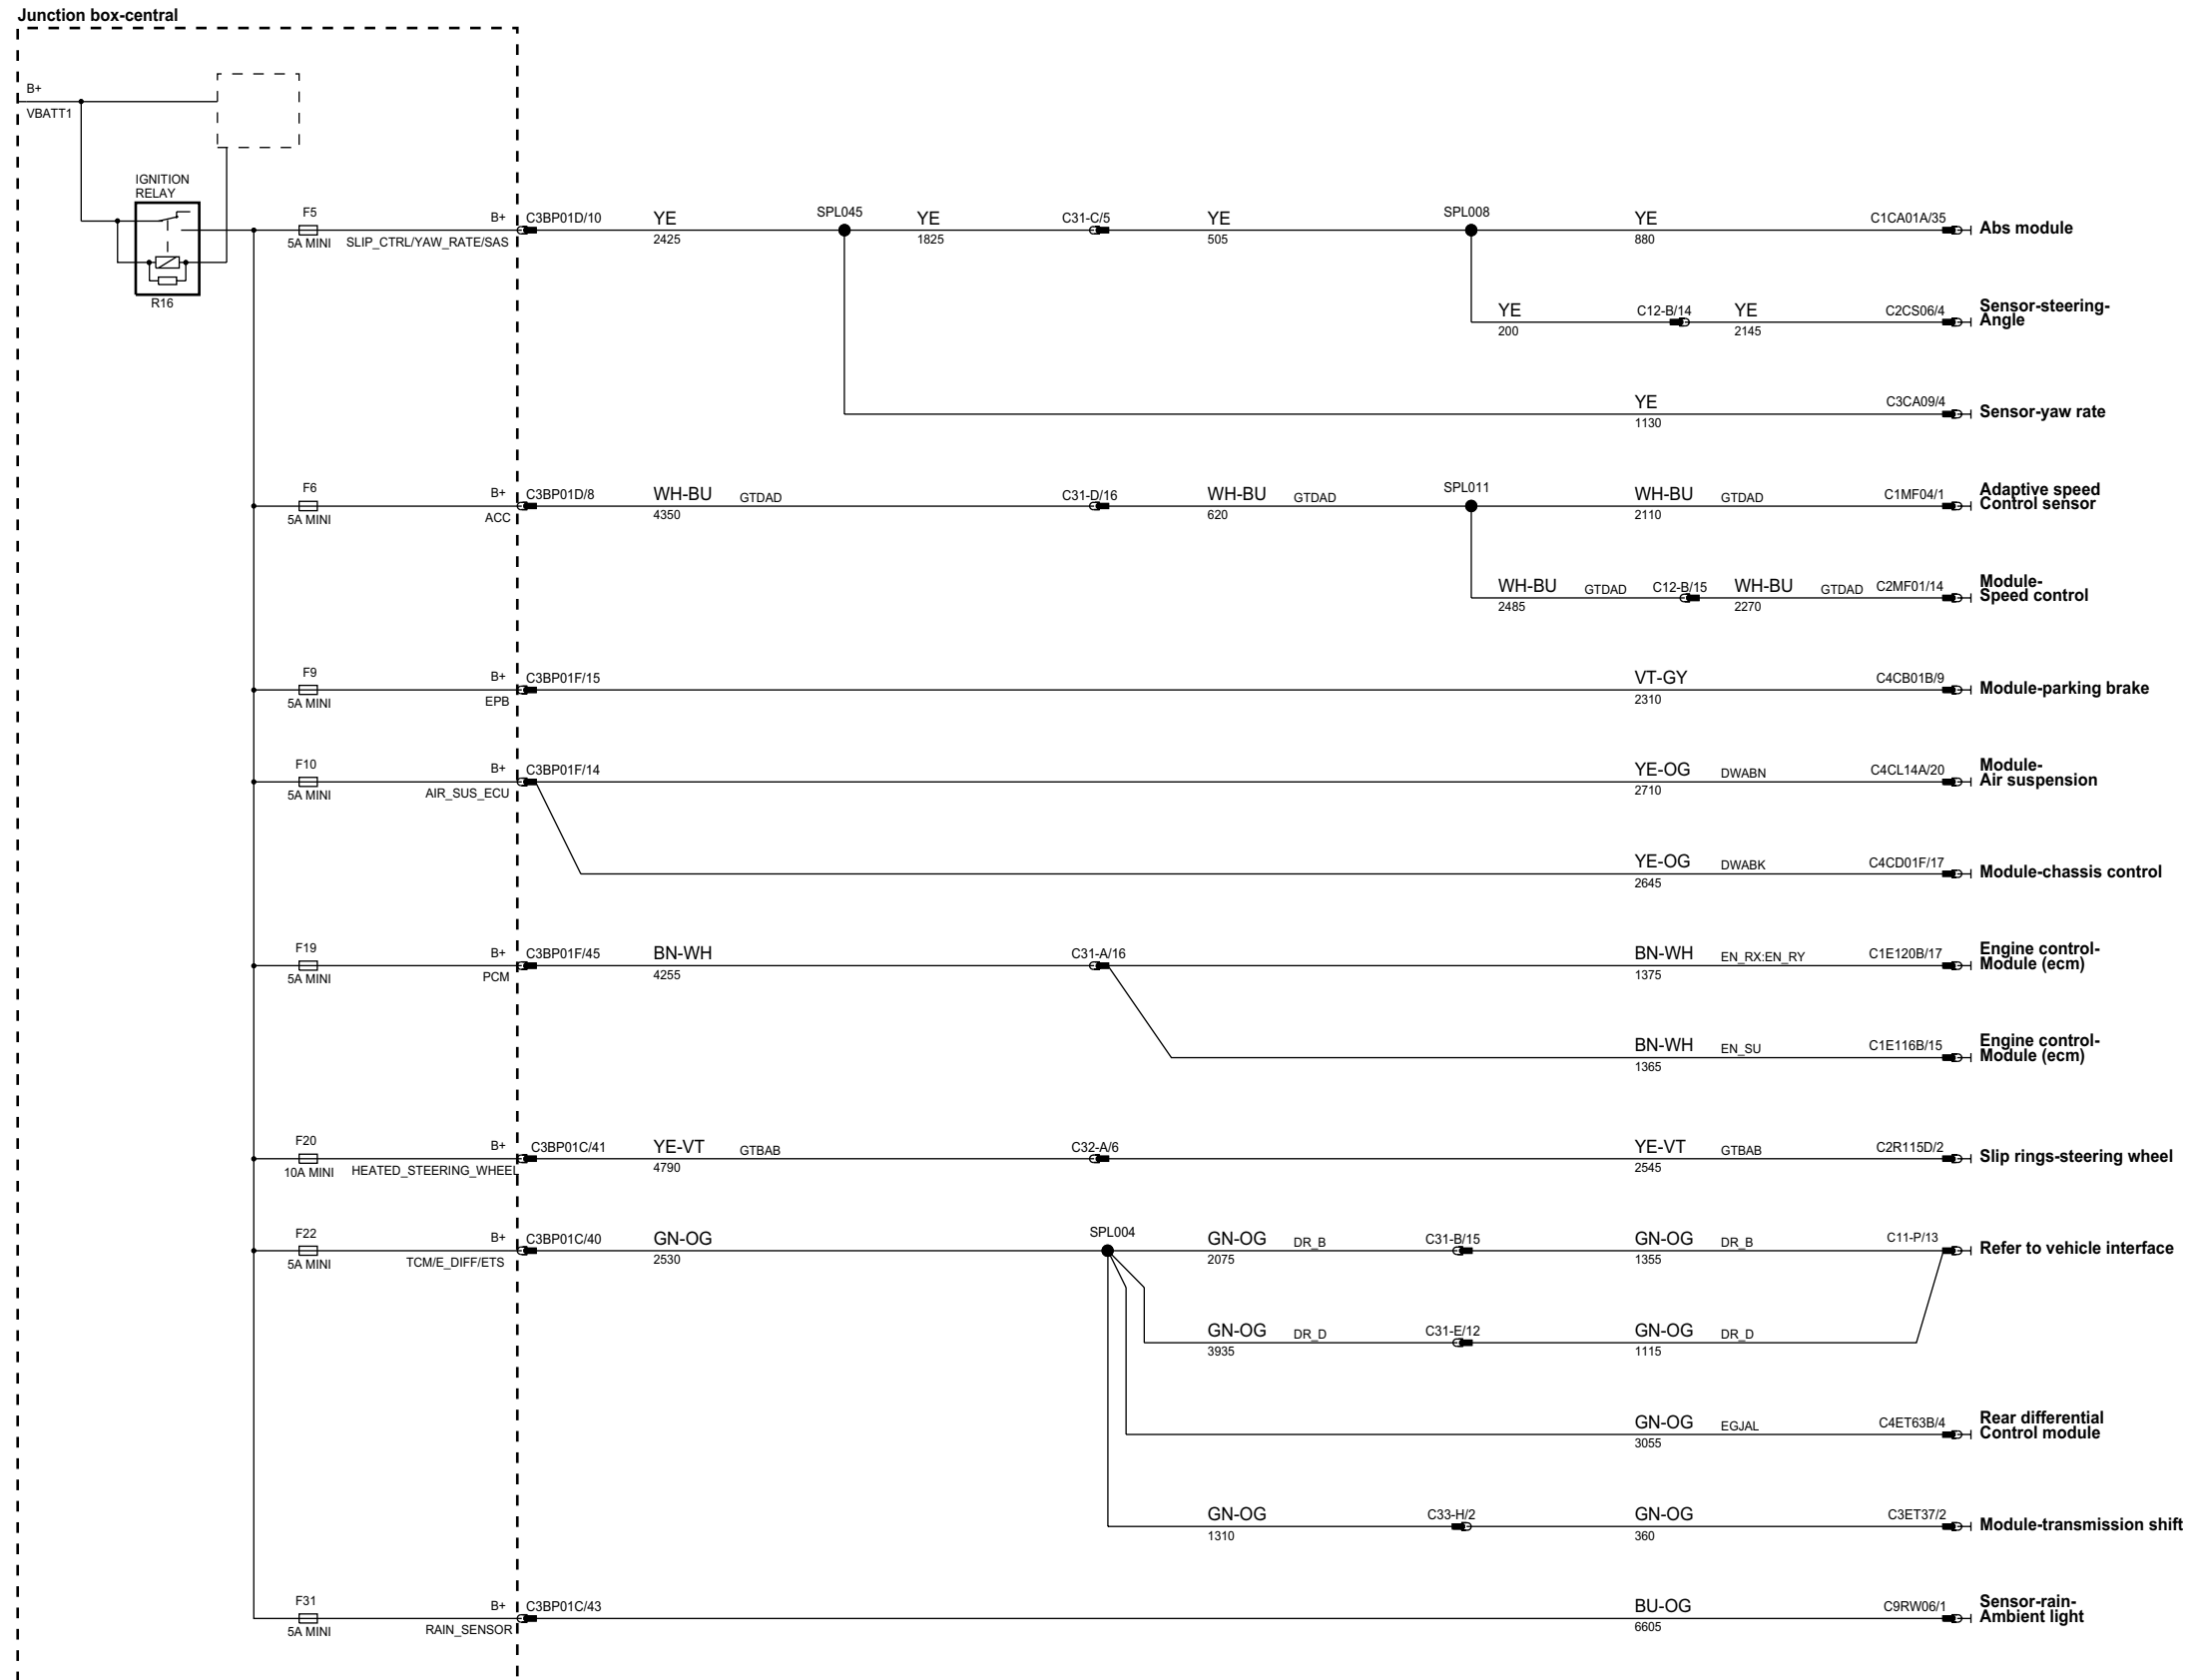 Junction box-central
B+
VBATT1
IGNITION
RELAY
R16
F5
5A MINI
B+
SLIP_CTRL/YAW_RATE/SAS
C3BP01D/10
YE
2425
SPL045
YE
1825
C31-C/5
YE
505
SPL008
YE
880
C1CA01A/35
Abs module
YE
200
C12-B/14
YE
2145
C2CS06/4
Sensor-steering-
Angle
YE
1130
C3CA09/4
Sensor-yaw rate
F6
5A MINI
B+
ACC
C3BP01D/8
WH-BU
GTDAD
4350
C31-D/16
WH-BU
GTDAD
620
SPL011
WH-BU
GTDAD
2110
C1MF04/1
Adaptive speed
Control sensor
WH-BU
GTDAD
2485
C12-B/15
WH-BU
GTDAD
2270
C2MF01/14
Module-
Speed control
F9
5A MINI
B+
EPB
C3BP01F/15
VT-GY
2310
C4CB01B/9
Module-parking brake
F10
5A MINI
B+
AIR_SUS_ECU
C3BP01F/14
YE-OG
DWABN
2710
C4CL14A/20
Module-
Air suspension
YE-OG
DWABK
2645
C4CD01F/17
Module-chassis control
F19
5A MINI
B+
PCM
C3BP01F/45
BN-WH
4255
C31-A/16
BN-WH
EN_RX:EN_RY
1375
C1E120B/17
Engine control-
Module (ecm)
BN-WH
EN_SU
1365
C1E116B/15
Engine control-
Module (ecm)
F20
10A MINI
B+
HEATED_STEERING_WHEEL
C3BP01C/41
YE-VT
GTBAB
4790
C32-A/6
YE-VT
GTBAB
2545
C2R115D/2
Slip rings-steering wheel
F22
5A MINI
B+
TCM/E_DIFF/ETS
C3BP01C/40
GN-OG
2530
SPL004
GN-OG
DR_B
2075
C31-B/15
GN-OG
DR_B
1355
C11-P/13
Refer to vehicle interface
GN-OG
DR_D
3935
C31-E/12
GN-OG
DR_D
1115
GN-OG
EGJAL
3055
C4ET63B/4
Rear differential
Control module
GN-OG
1310
C33-H/2
GN-OG
360
C3ET37/2
Module-transmission shift
F31
5A MINI
B+
RAIN_SENSOR
C3BP01C/43
BU-OG
6605
C9RW06/1
Sensor-rain-
Ambient light